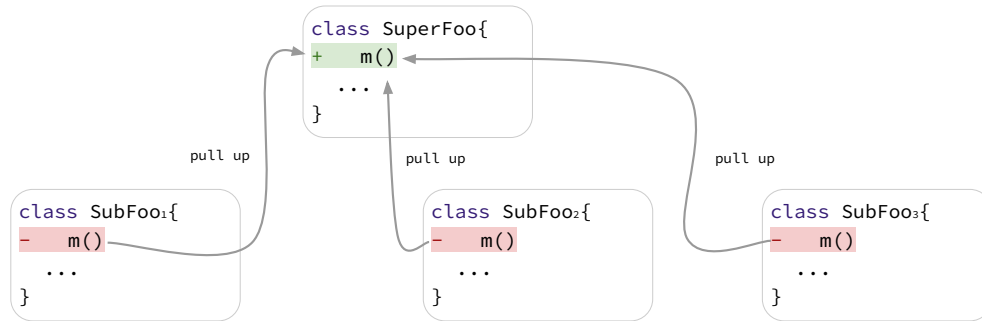 class SuperFoo{
+ m()
...
}
pull up
pull up
pull up
class SubFoo₁{
- m()
...
}
class SubFoo₂{
- m()
...
}
class SubFoo₃{
- m()
...
}